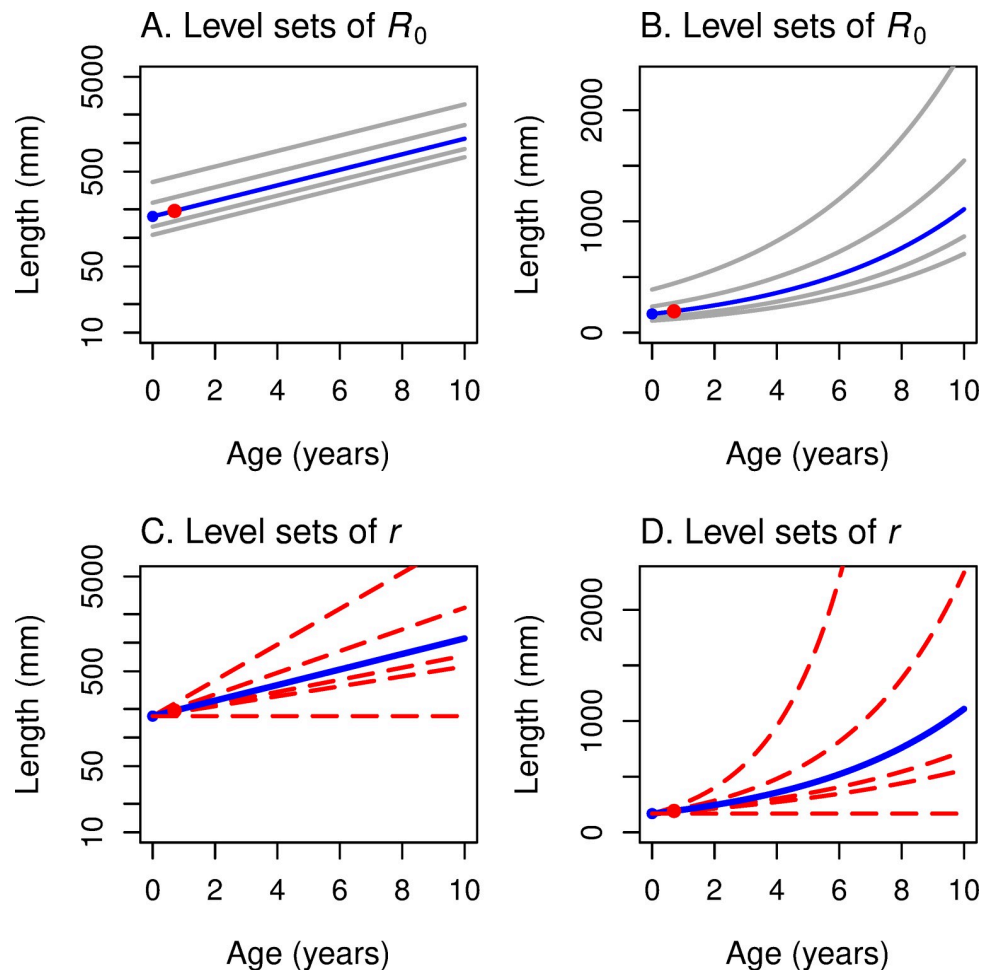 A. Level sets of R₀
Length (mm)
5000
500
50
10
0 2 4 6 8 10
Age (years)
B. Level sets of R₀
Length (mm)
2000
1000
0
0 2 4 6 8 10
Age (years)
C. Level sets of r
Length (mm)
5000
500
50
10
0 2 4 6 8 10
Age (years)
D. Level sets of r
Length (mm)
2000
1000
0
0 2 4 6 8 10
Age (years)